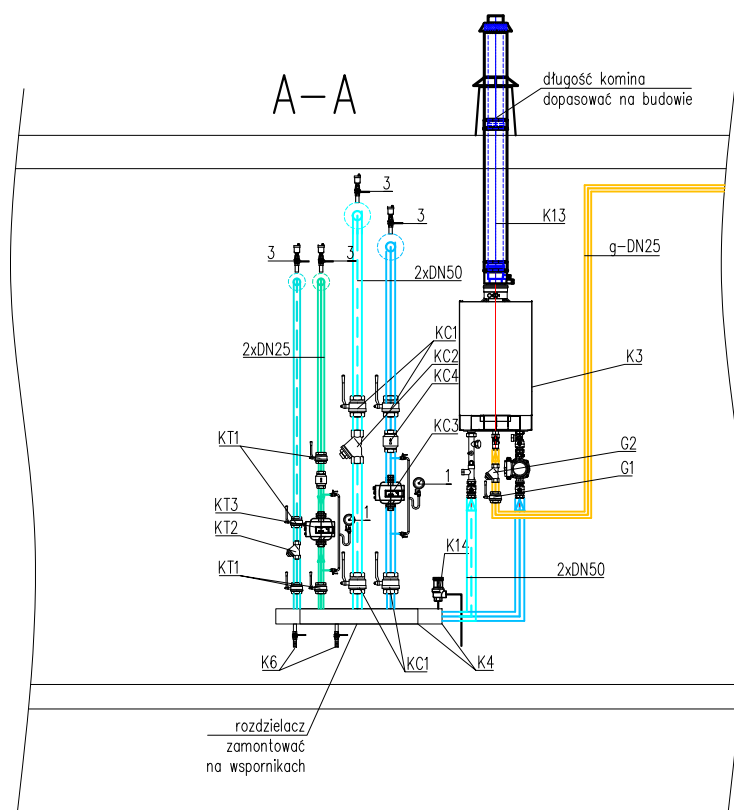 A-A
długość komina
dopasować na budowie
3
3
K13
3
3
g-DN25
2xDN50
KC1
2xDN25
KC2
K3
KC4
KC3
KT1
G2
1
G1
KT3
1
KT2
K14
KT1
2xDN50
K6
KC1
K4
rozdzielacz
zamontować
na wspornikach